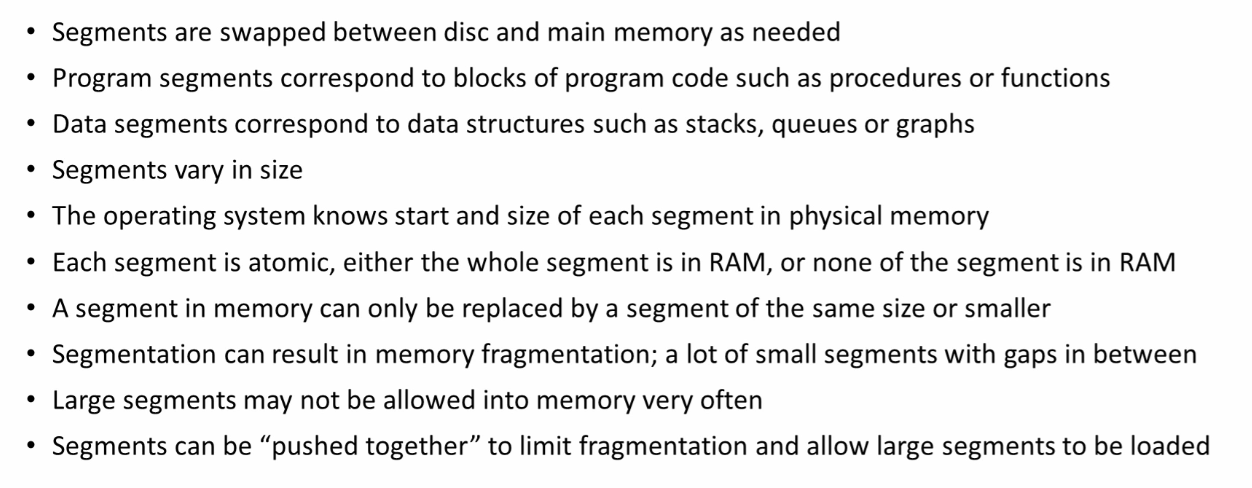 • Segments are swapped between disc and main memory as needed
• Program segments correspond to blocks of program code such as procedures or functions
• Data segments correspond to data structures such as stacks, queues or graphs
• Segments vary in size
• The operating system knows start and size of each segment in physical memory
• Each segment is atomic, either the whole segment is in RAM, or none of the segment is in RAM
• A segment in memory can only be replaced by a segment of the same size or smaller
• Segmentation can result in memory fragmentation; a lot of small segments with gaps in between
• Large segments may not be allowed into memory very often
• Segments can be “pushed together” to limit fragmentation and allow large segments to be loaded